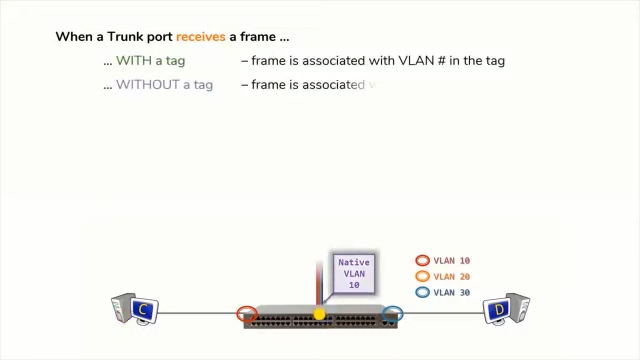 When a Trunk port receives a frame ...
... WITH a tag – frame is associated with VLAN # in the tag
... WITHOUT a tag – frame is associated
Native
VLAN
10
VLAN 10
VLAN 20
VLAN 30
C
D